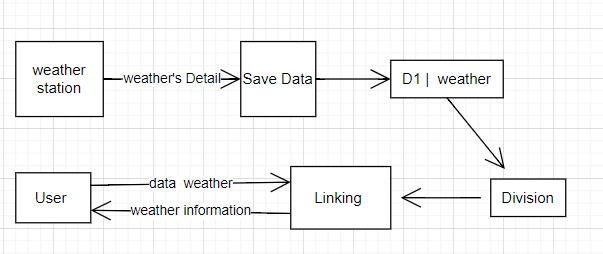 weather
station
weather's Detail
Save Data
D1 | weather
User
data weather
weather information
Linking
Division